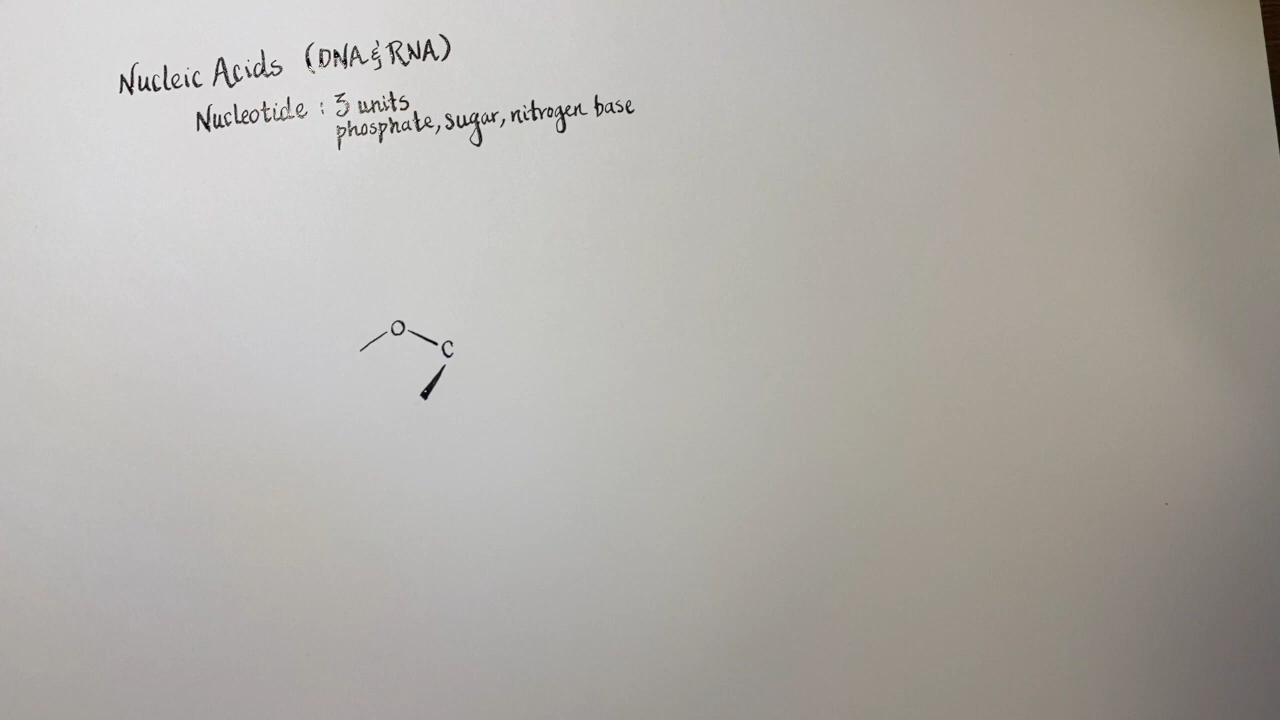 Nucleic Acids (DNA & RNA)
Nucleotide : 3 units
phosphate, sugar, nitrogen base
O
C